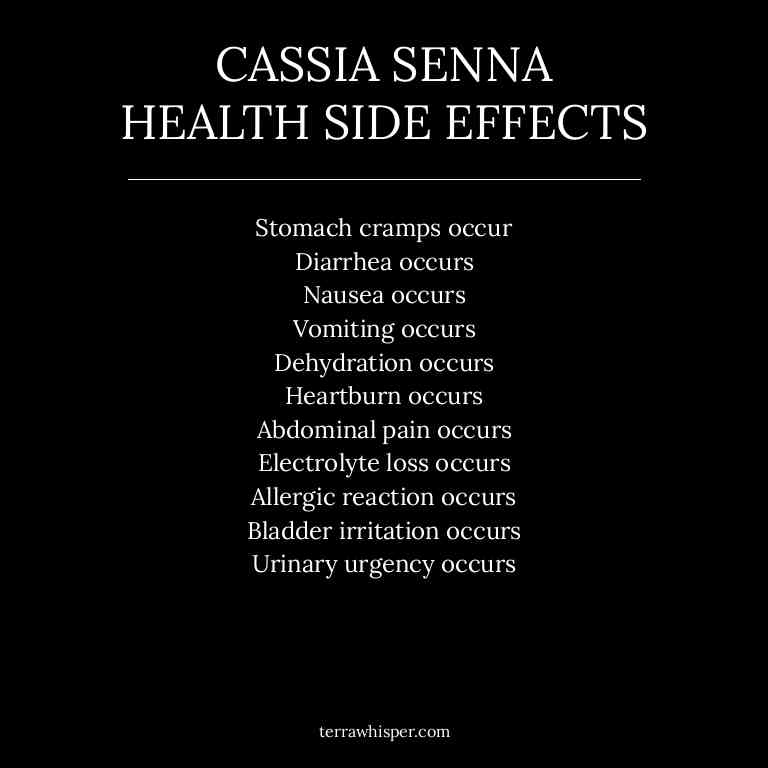 CASSIA SENNA
HEALTH SIDE EFFECTS
Stomach cramps occur
Diarrhea occurs
Nausea occurs
Vomiting occurs
Dehydration occurs
Heartburn occurs
Abdominal pain occurs
Electrolyte loss occurs
Allergic reaction occurs
Bladder irritation occurs
Urinary urgency occurs
terrawhisper.com